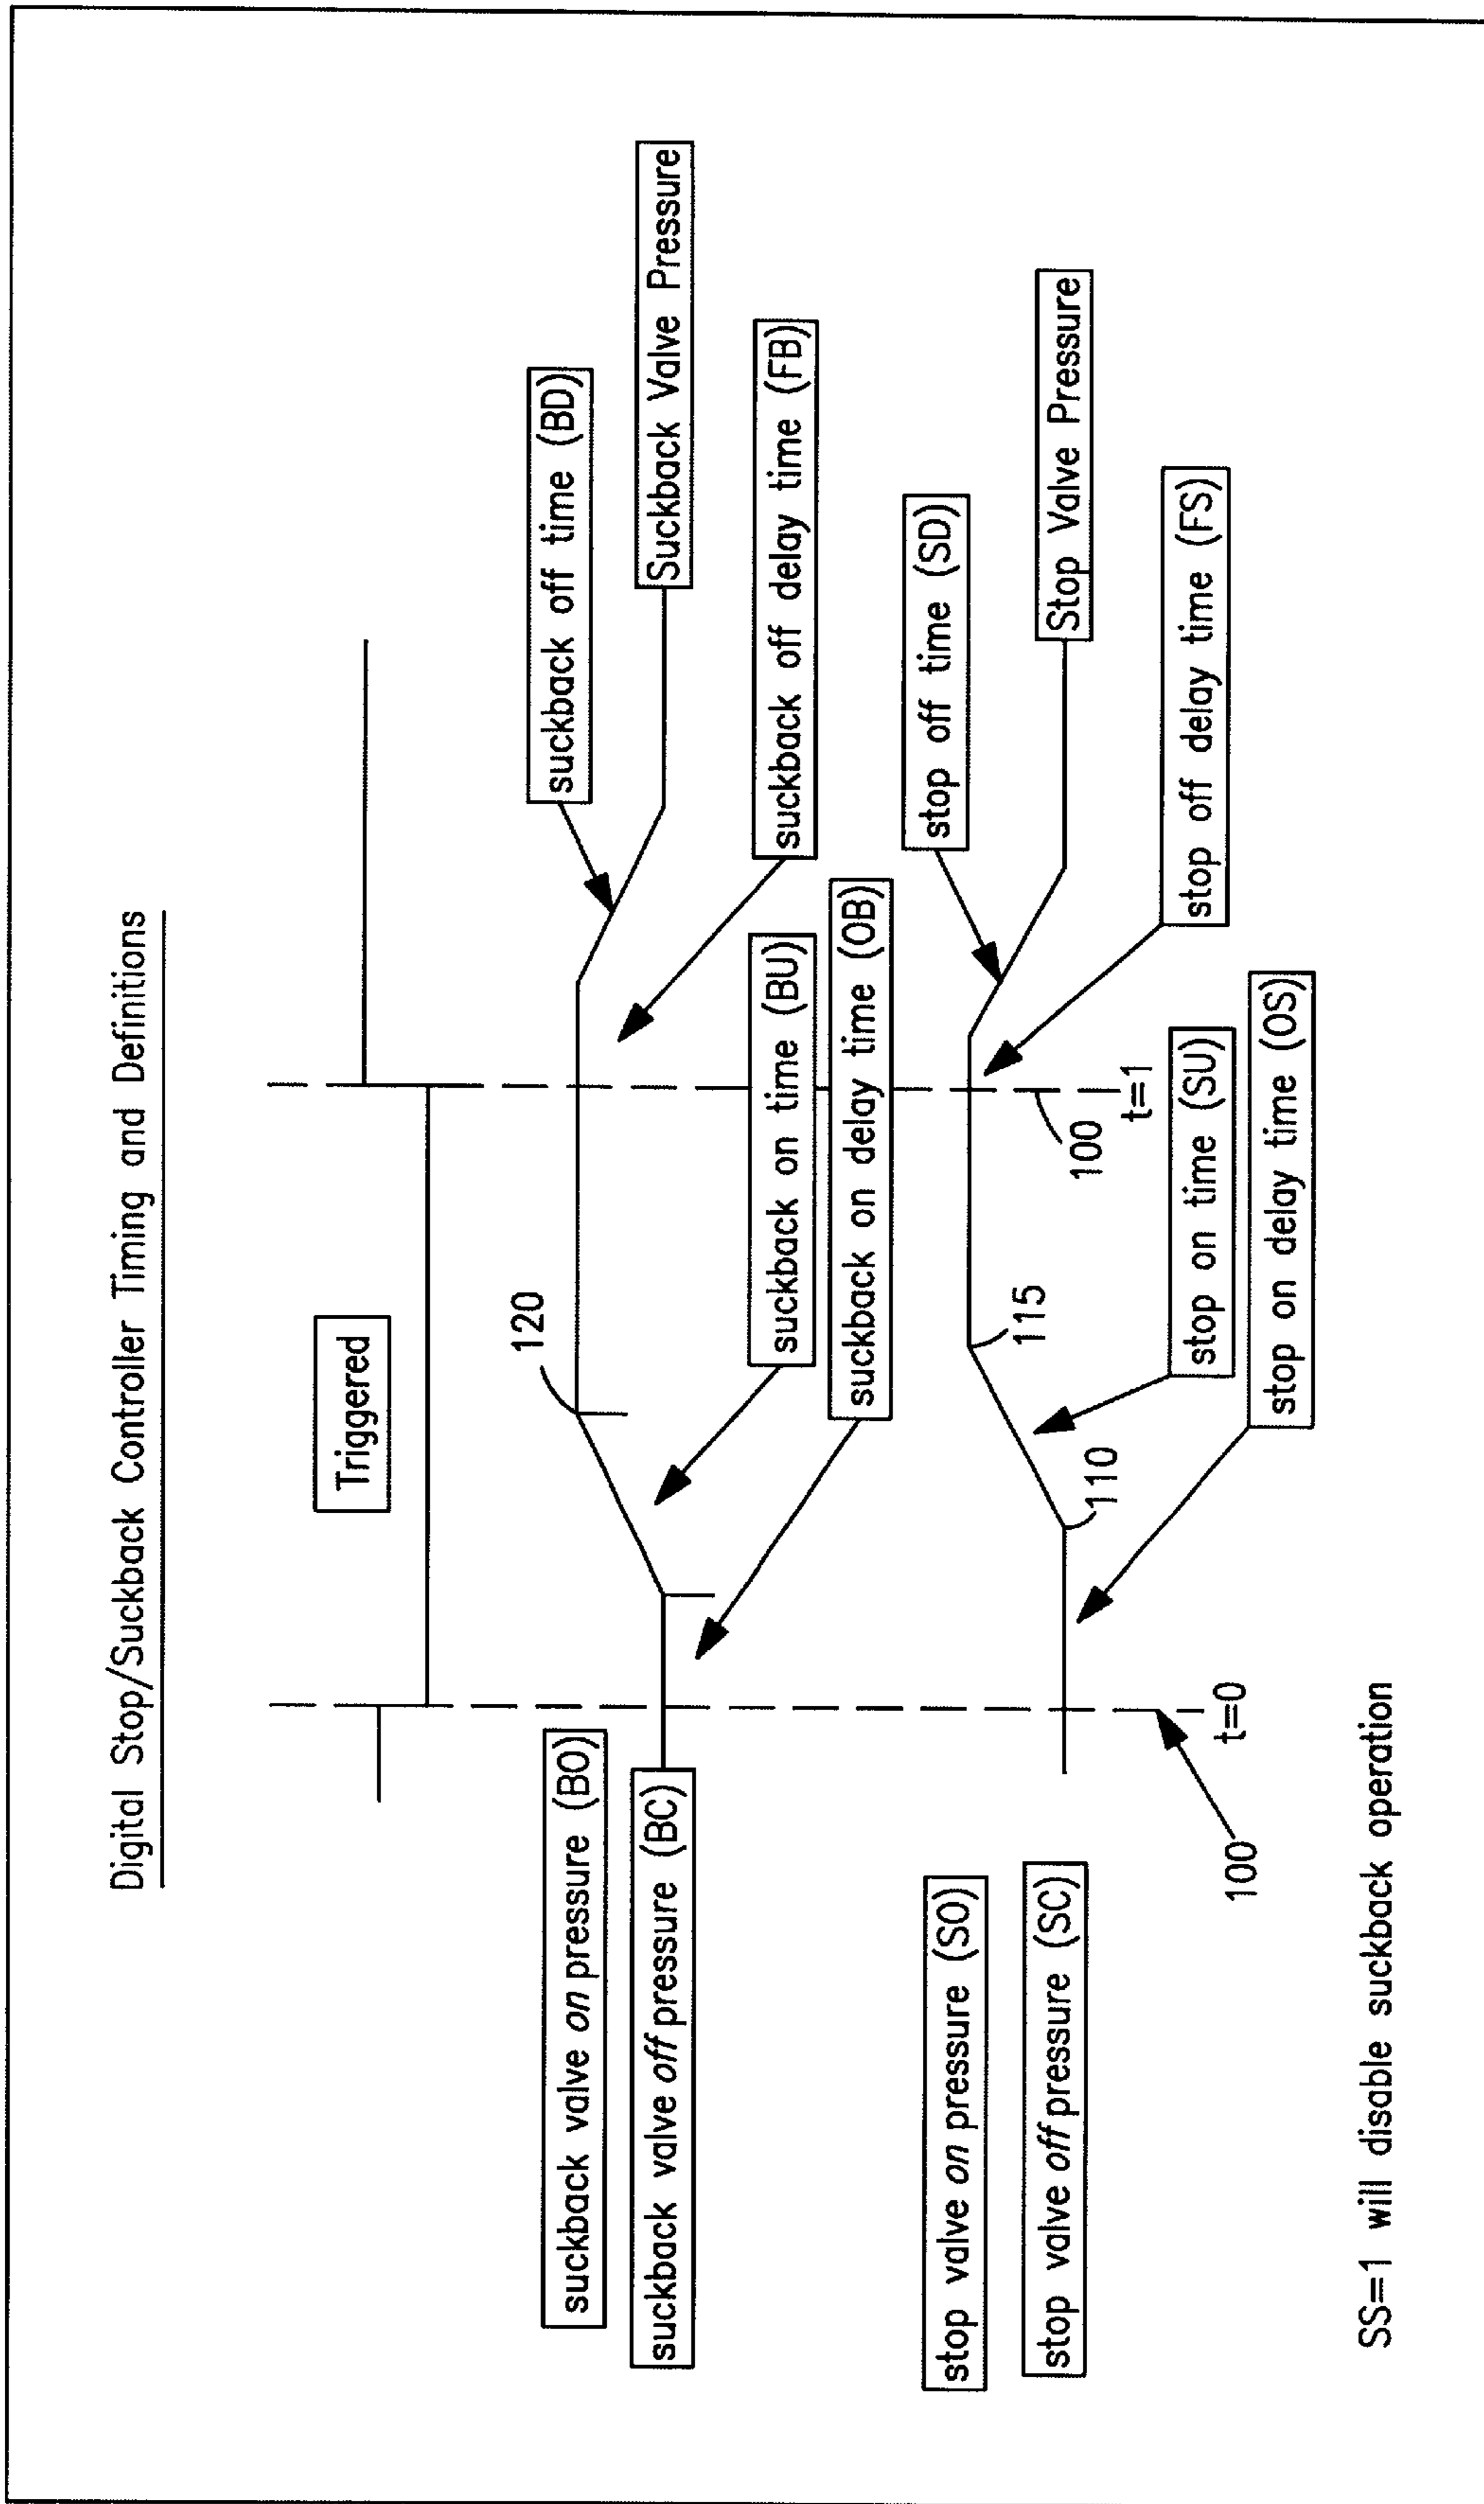 Digital Stop/Suckback Controller Timing and Definitions
Triggered
suckback valve on pressure (BO)
suckback valve off pressure (BC)
120
suckback off time (BD)
Suckback Valve Pressure
suckback off delay time (FB)
suckback on time (BU)
suckback on delay time (OB)
stop valve on pressure (SO)
stop valve off pressure (SC)
stop off time (SD)
Stop Valve Pressure
115
110
100
t=1
stop off delay time (FS)
stop on time (SU)
stop on delay time (OS)
t=0
100
SS=1 will disable suckback operation